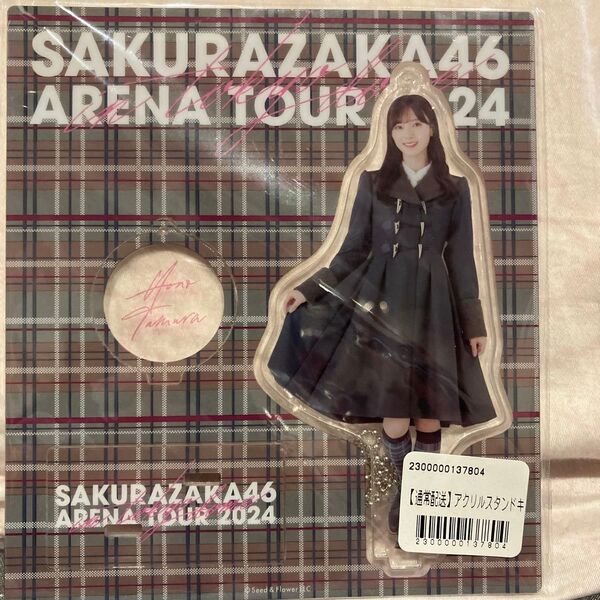 SAKURAZAKA46
ARENA TOUR 2024
Hono
Tamura
SAKURAZAKA46
ARENA TOUR 2024
2300000137804
【通常配送】アクリルスタンドキ
2300000137804
©Seed & Flower LLC